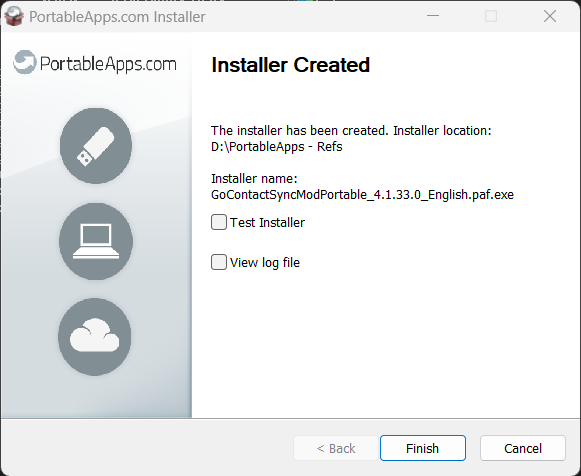 PortableApps.com Installer
PortableApps.com
Installer Created
The installer has been created. Installer location:
D:\PortableApps - Refs
Installer name:
GoContactSyncModPortable_4.1.33.0_English.paf.exe
Test Installer
View log file
< Back
Finish
Cancel